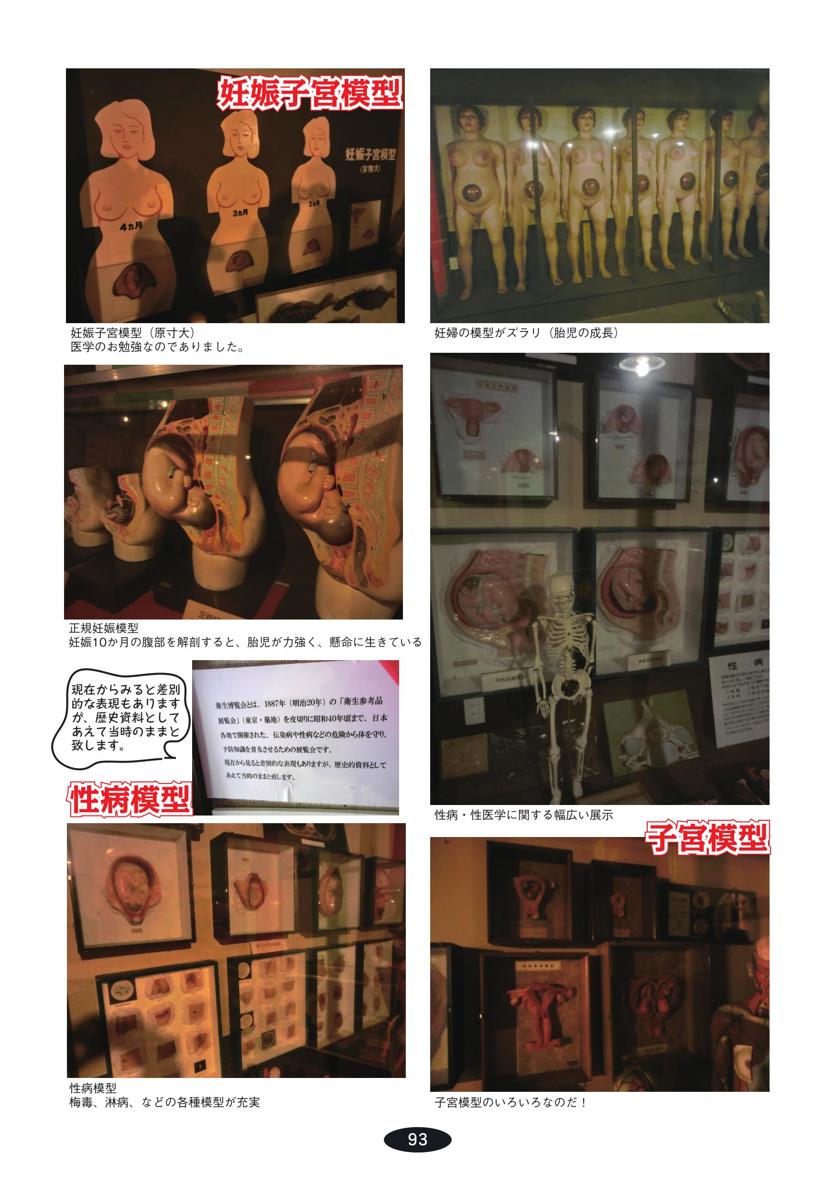 妊娠子宮模型
4ヵ月
3ヵ月
2ヵ月
妊娠子宮模型
(実物大)
妊娠子宮模型（原寸大）
医学のお勉強なのでありました。
妊婦の模型がズラリ（胎児の成長）
正規妊娠模型
妊娠10か月の腹部を解剖すると、胎児が力強く、懸命に生きている
現在からみると差別
的な表現もあります
が、歴史資料として
あえて当時のままと
致します。
衛生博覧会とは、1887年（明治20年）の「衛生参考品
展覧会」（東京・築地）を皮切りに昭和40年頃まで、日本
各地で開催された、伝染病や性病などの危険から体を守り、
予防知識を普及させるための展覧会です。
現在から見ると差別的な表現もありますが、歴史的資料として
あえて当時のままと致します。
性病
性病・性医学に関する幅広い展示
性病模型
性病模型
梅毒、淋病、などの各種模型が充実
子宮模型
子宮模型のいろいろなのだ！
93